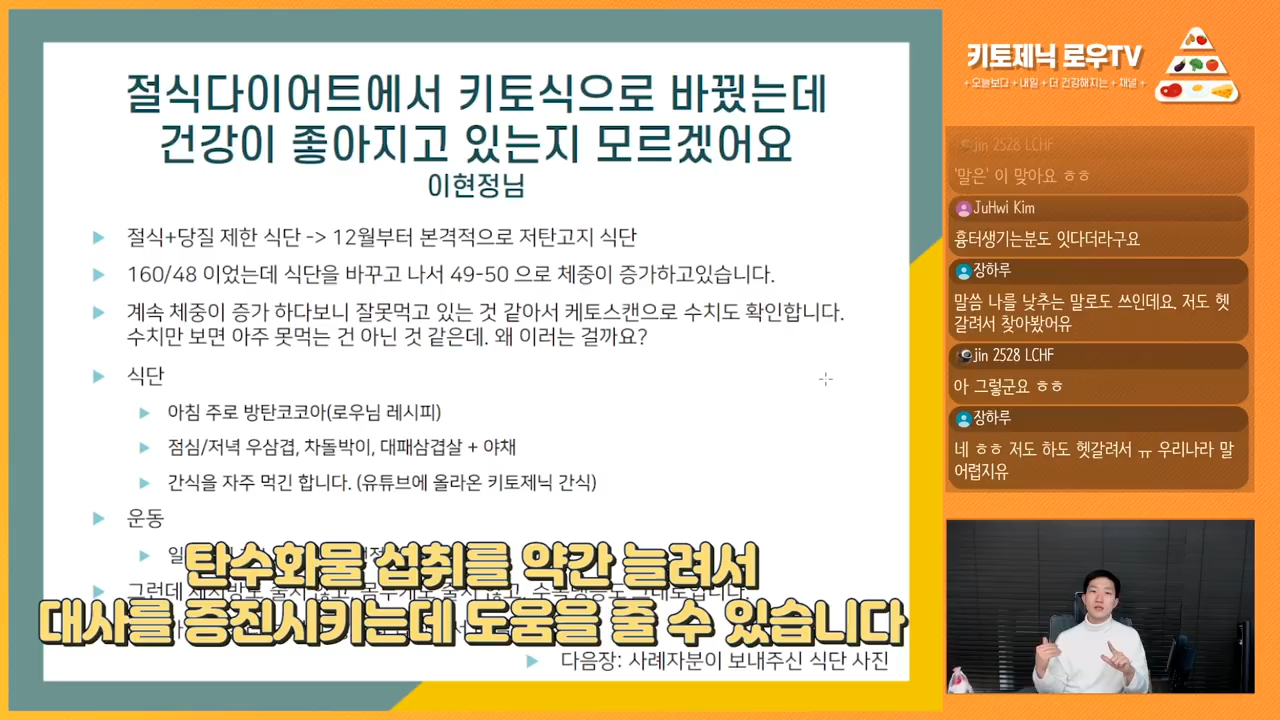 절식다이어트에서 키토식으로 바꿨는데
건강이 좋아지고 있는지 모르겠어요
이현정님
절식+당질 제한 식단 -> 12월부터 본격적으로 저탄고지 식단
160/48 이었는데 식단을 바꾸고 나서 49-50 으로 체중이 증가하고있습니다.
계속 체중이 증가 하다보니 잘못먹고 있는 것 같아서 케토스캔으로 수치도 확인합니다.
수치만 보면 아주 못먹는 건 아닌 것 같은데. 왜 이러는 걸까요?
식단
아침 주로 방탄코코아(로우님 레시피)
점심/저녁 우삼겹, 차돌박이, 대패삼겹살 + 야채
간식을 자주 먹긴 합니다. (유튜브에 올라온 키토제닉 간식)
운동
그런데
탄수화물 섭취를 약간 늘려서
대사를 증진시키는데 도움을 줄 수 있습니다
다음장: 사례자분이 보내주신 식단 사진
키토제닉 로우TV
+ 오늘보다 + 내일 + 더 건강해지는 + 채널 +
jin 2528 LCHF
'말은' 이 맞아요 ㅎㅎ
JuHwi Kim
흉터생기는분도 잇다더라구요
장하루
말씀 나를 낮추는 말로도 쓰인데요. 저도 헷
갈려서 찾아봤어유
jin 2528 LCHF
아 그렇군요 ㅎㅎ
장하루
네 ㅎㅎ 저도 하도 헷갈려서 ㅠ 우리나라 말
어렵지유